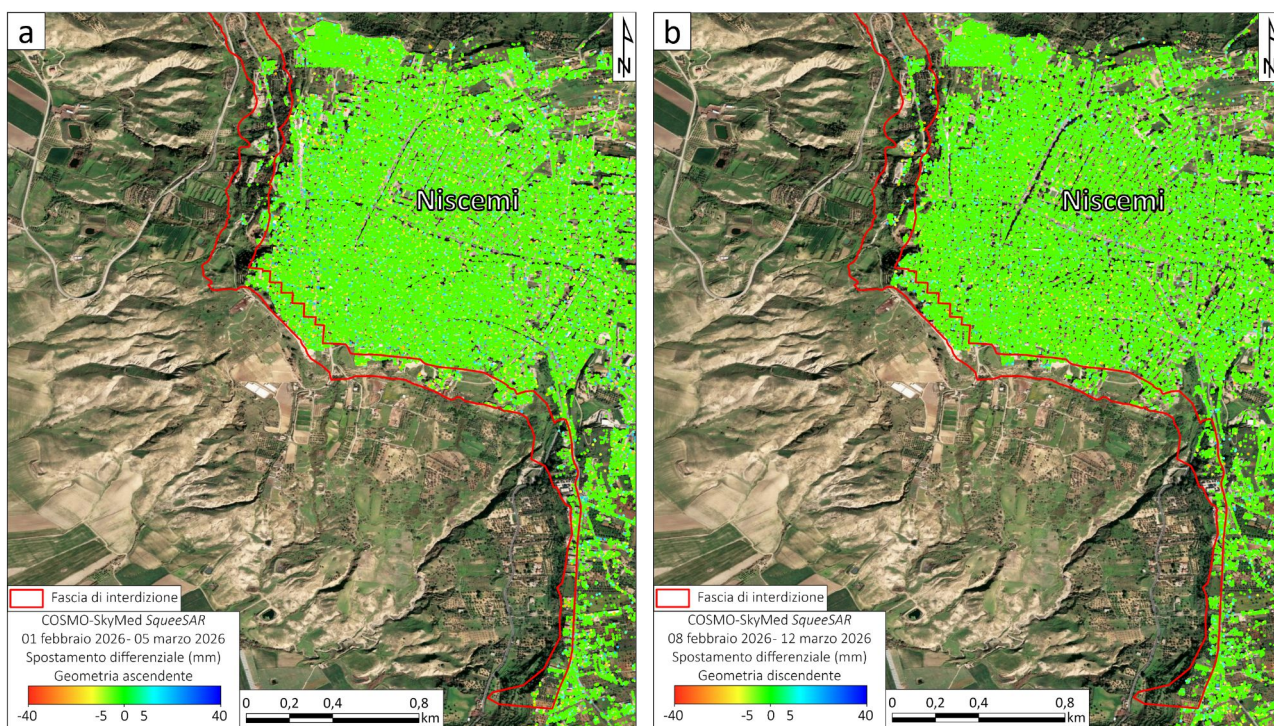 a
N
Niscemi
Fascia di interdizione
COSMO-SkyMed SqueeSAR
01 febbraio 2026- 05 marzo 2026
Spostamento differenziale (mm)
Geometria ascendente
-40 -5 0 5 40
0 0,2 0,4 0,8
km
b
N
Niscemi
Fascia di interdizione
COSMO-SkyMed SqueeSAR
08 febbraio 2026- 12 marzo 2026
Spostamento differenziale (mm)
Geometria discendente
-40 -5 0 5 40
0 0,2 0,4 0,8
km